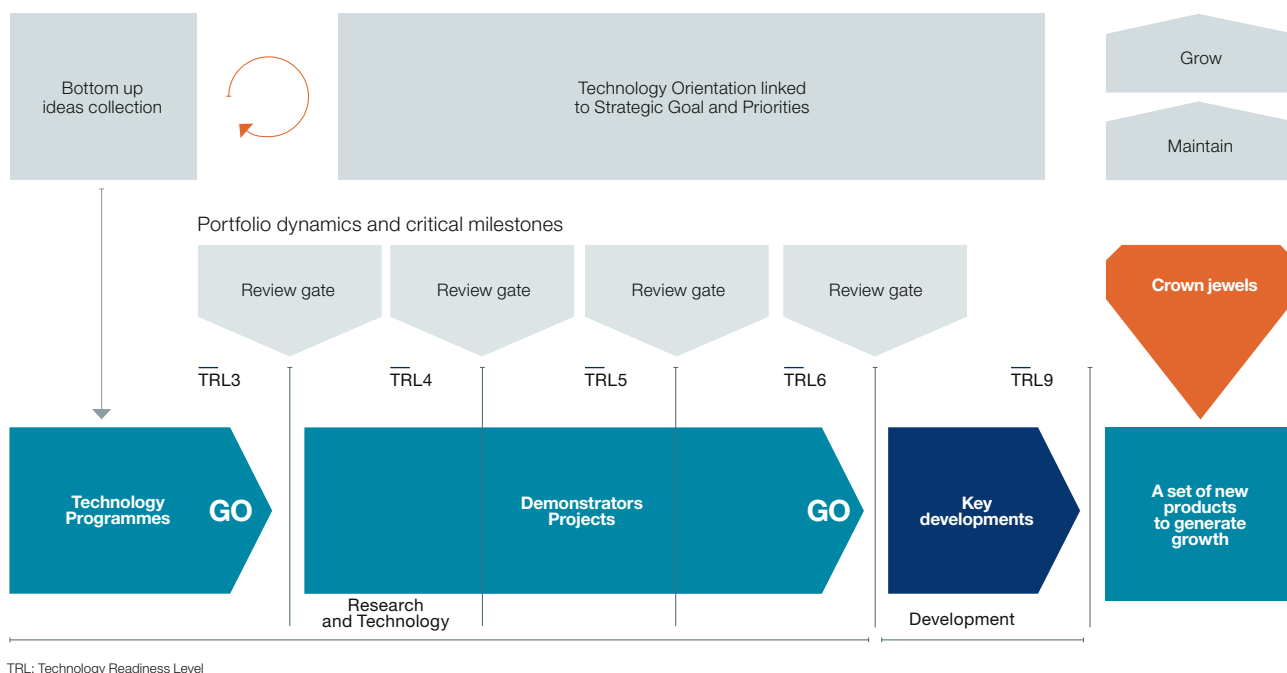 Bottom up
ideas collection
Technology Orientation linked
to Strategic Goal and Priorities
Grow
Maintain
Portfolio dynamics and critical milestones
Review gate
Review gate
Review gate
Review gate
Crown jewels
TRL3
TRL4
TRL5
TRL6
TRL9
Technology
Programmes
GO
Demonstrators
Projects
GO
Key
developments
A set of new
products
to generate
growth
Research
and Technology
Development
TRL: Technology Readiness Level